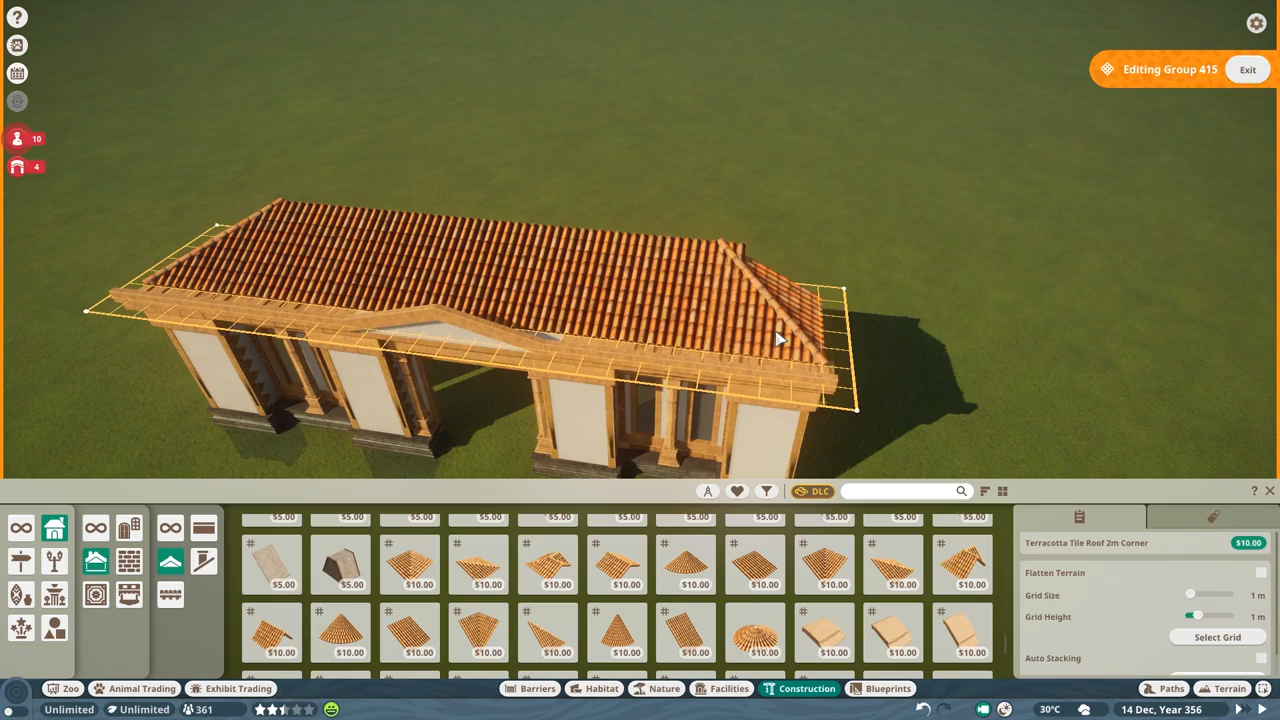 ?
Editing Group 415
Exit
10
4
DLC
?
$5.00 $5.00 $5.00 $5.00 $5.00 $5.00 $5.00 $5.00 $5.00 $5.00 $5.00
$5.00 $5.00 $10.00 $10.00 $10.00 $10.00 $10.00 $10.00 $10.00 $10.00 $10.00
$10.00 $10.00 $10.00 $10.00 $10.00 $10.00 $10.00 $10.00 $10.00 $10.00 $10.00
Terracotta Tile Roof 2m Corner $10.00
Flatten Terrain
Grid Size 1 m
Grid Height 1 m
Select Grid
Auto Stacking
Zoo Animal Trading Exhibit Trading Barriers Habitat Nature Facilities Construction Blueprints Paths Terrain
Unlimited Unlimited 361 30°C 14 Dec, Year 356